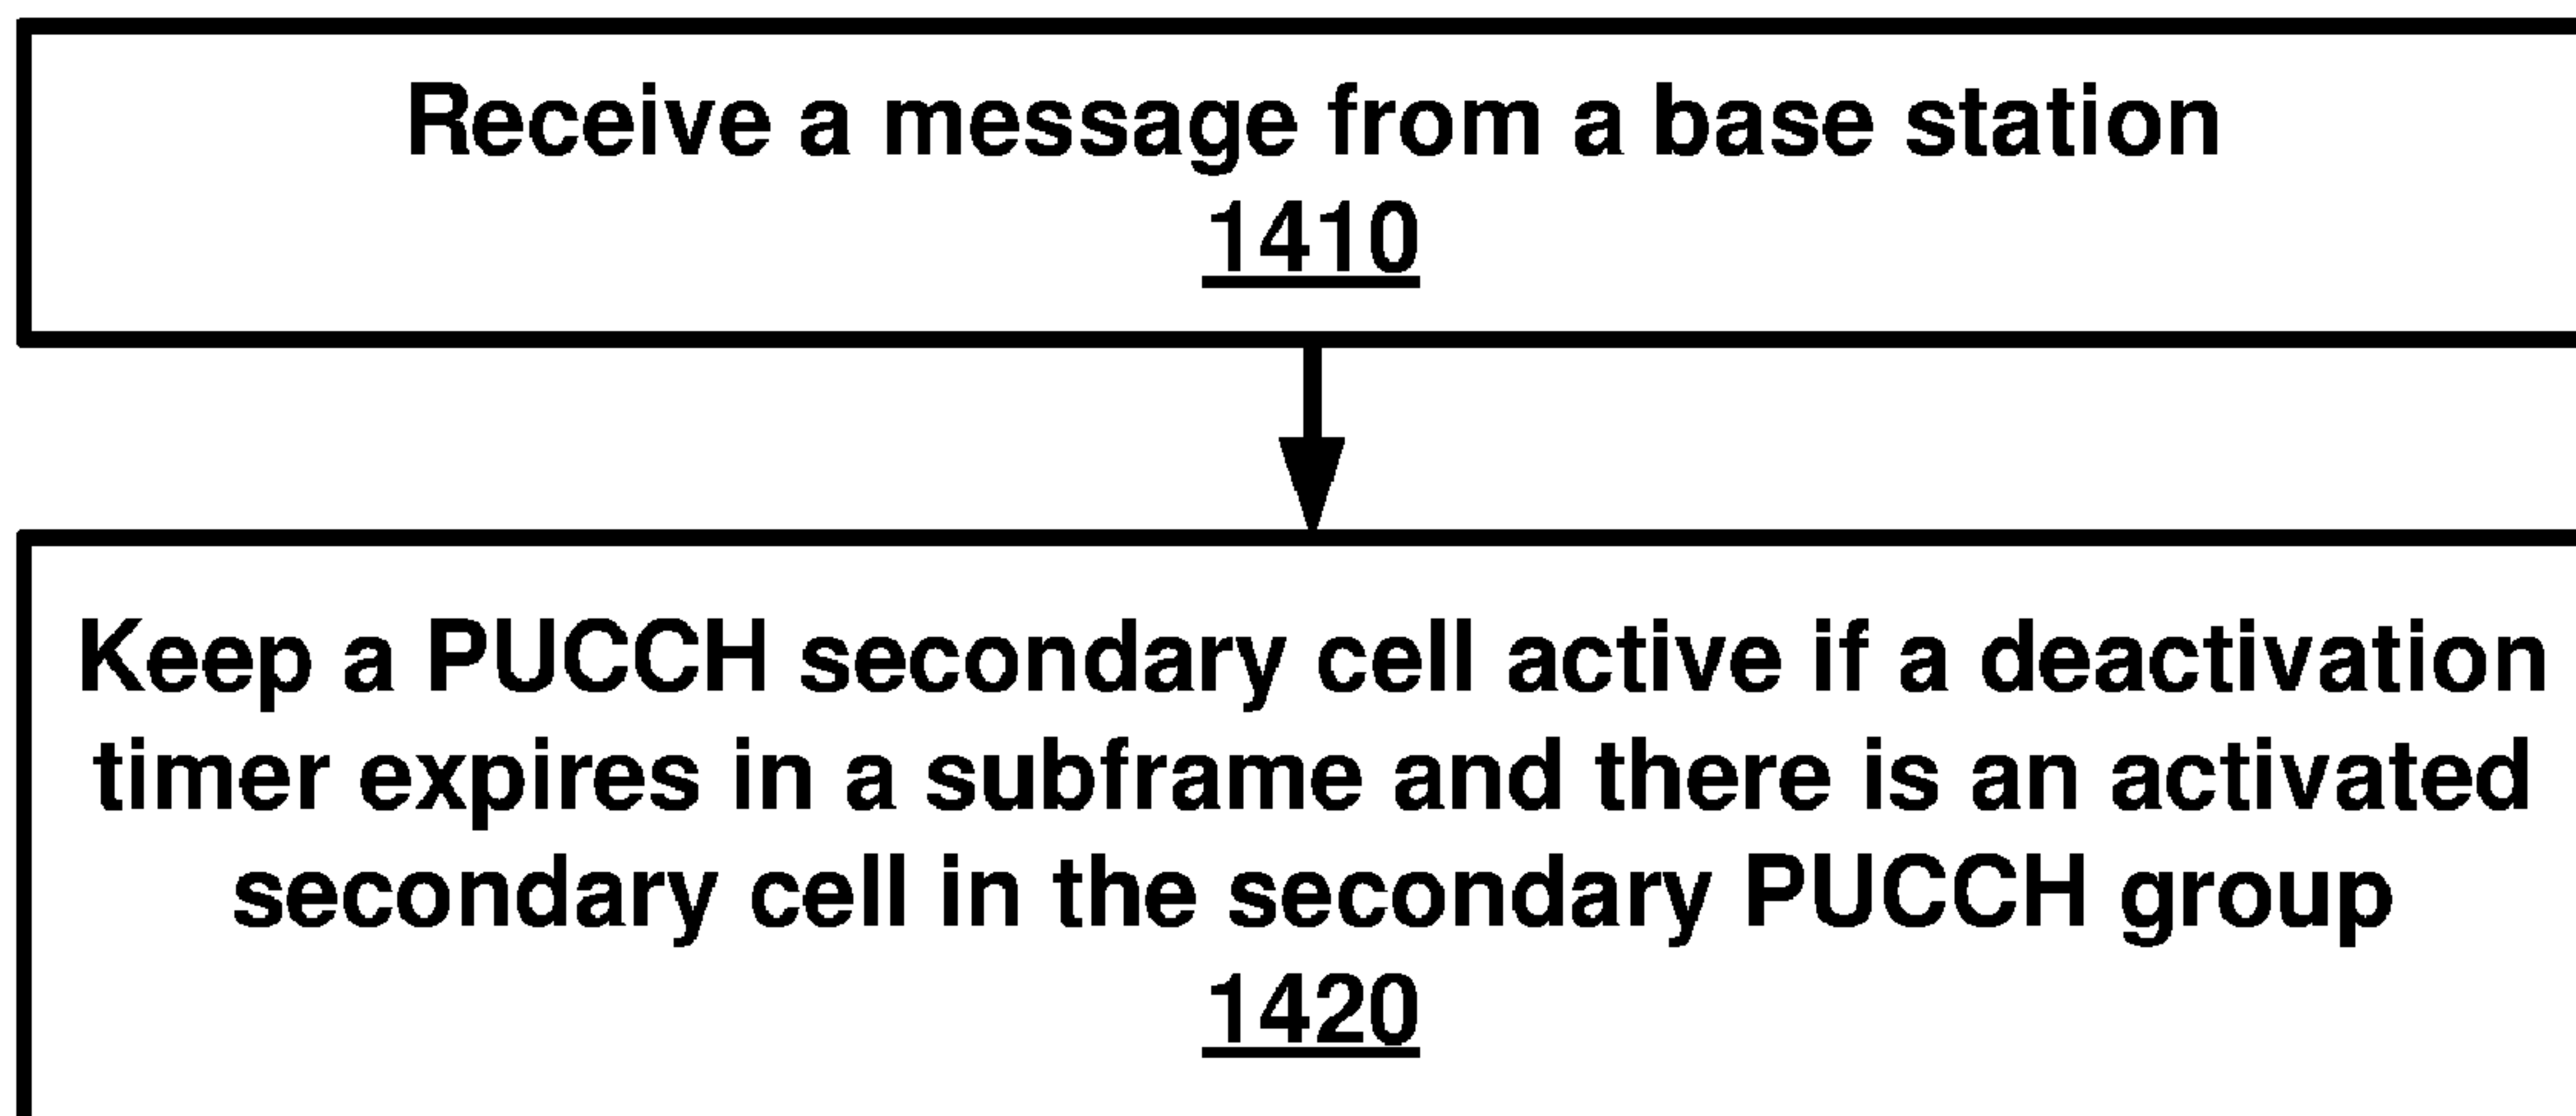 Receive a message from a base station
1410
Keep a PUCCH secondary cell active if a deactivation
timer expires in a subframe and there is an activated
secondary cell in the secondary PUCCH group
1420